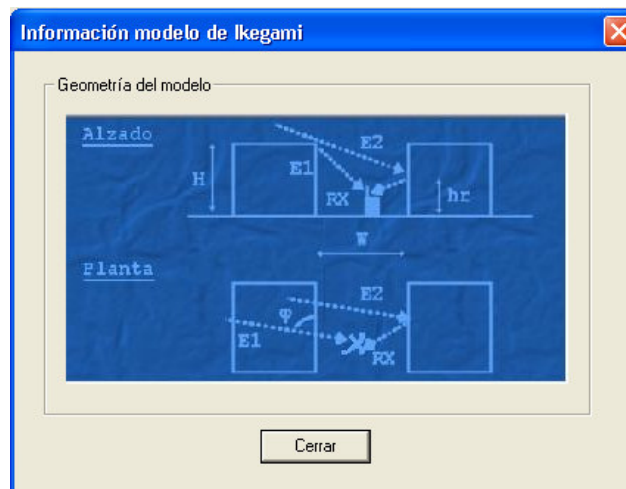 Información modelo de Ikegami
Geometría del modelo
Alzado
E2
H
E1
RX
hr
W
Planta
E2
φ
E1
RX
Cerrar